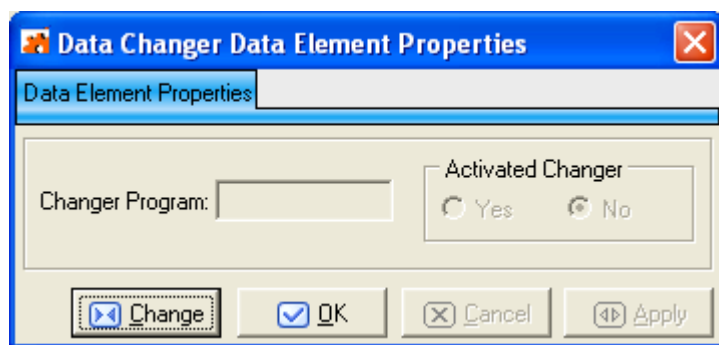 Data Changer Data Element Properties
Data Element Properties
Activated Changer
Changer Program:
Yes No
Change OK Cancel Apply